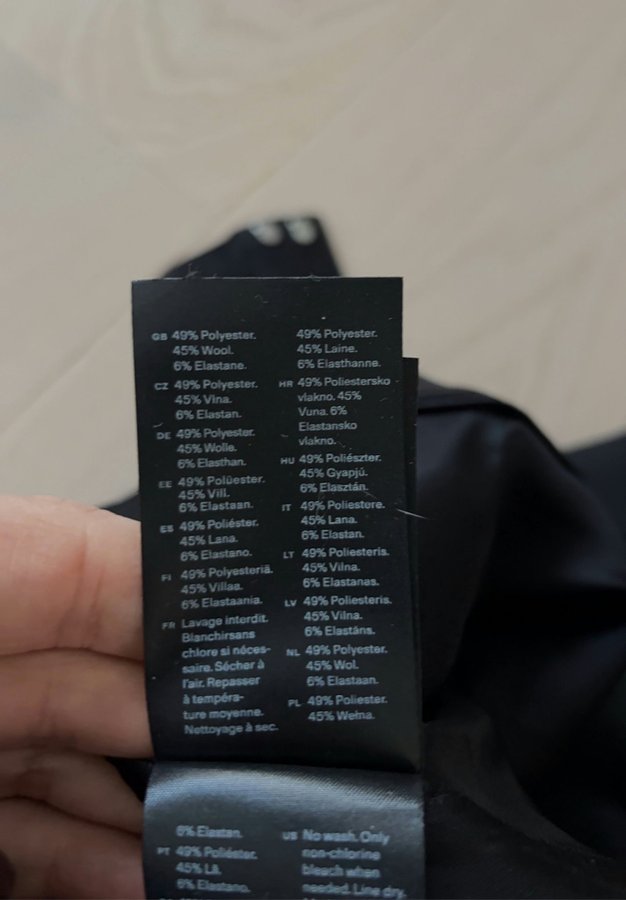 GB 49% Polyester.
45% Wool.
6% Elastane.
CZ 49% Polyester.
45% Vlna.
6% Elastan.
DE 49% Polyester.
45% Wolle.
6% Elasthan.
EE 49% Polüester.
45% Vill.
6% Elastaan.
ES 49% Poliéster.
45% Lana.
6% Elastano.
FI 49% Polyesteriä.
45% Villaa.
6% Elastaania.
FR Lavage interdit.
Blanchirsans
chlore si néces-
saire. Sécher à
l'air. Repasser
à tempéra-
ture moyenne.
Nettoyage à sec.
49% Polyester.
45% Laine.
6% Elasthanne.
HR 49% Poliestersko
vlakno. 45%
Vuna. 6%
Elastansko
vlakno.
HU 49% Poliészter.
45% Gyapjú.
6% Elasztán.
IT 49% Poliestere.
45% Lana.
6% Elastan.
LT 49% Poliesteris.
45% Vilna.
6% Elastanas.
LV 49% Poliesteris.
45% Vilna.
6% Elastāns.
NL 49% Polyester.
45% Wol.
6% Elastaan.
PL 49% Poliester.
45% Wełna.
6% Elastan.
PT 49% Poliéster.
45% Lã.
6% Elastano.
US No wash. Only
non-chlorine
bleach when
needed. Line dry.